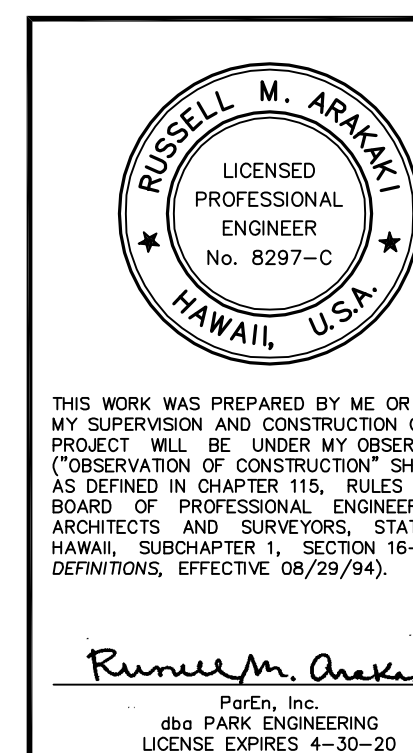 RUSSELL M. ARAKAKI
LICENSED
PROFESSIONAL
ENGINEER
No. 8297-C
HAWAII, U.S.A.
THIS WORK WAS PREPARED BY ME OR
MY SUPERVISION AND CONSTRUCTION
PROJECT WILL BE UNDER MY OBSER
("OBSERVATION OF CONSTRUCTION" SH
AS DEFINED IN CHAPTER 115, RULES
BOARD OF PROFESSIONAL ENGINEER
ARCHITECTS AND SURVEYORS, STAT
HAWAII, SUBCHAPTER 1, SECTION 16-
DEFINITIONS, EFFECTIVE 08/29/94).
Russell M. Araka
ParEn, Inc.
dba PARK ENGINEERING
LICENSE EXPIRES 4-30-20